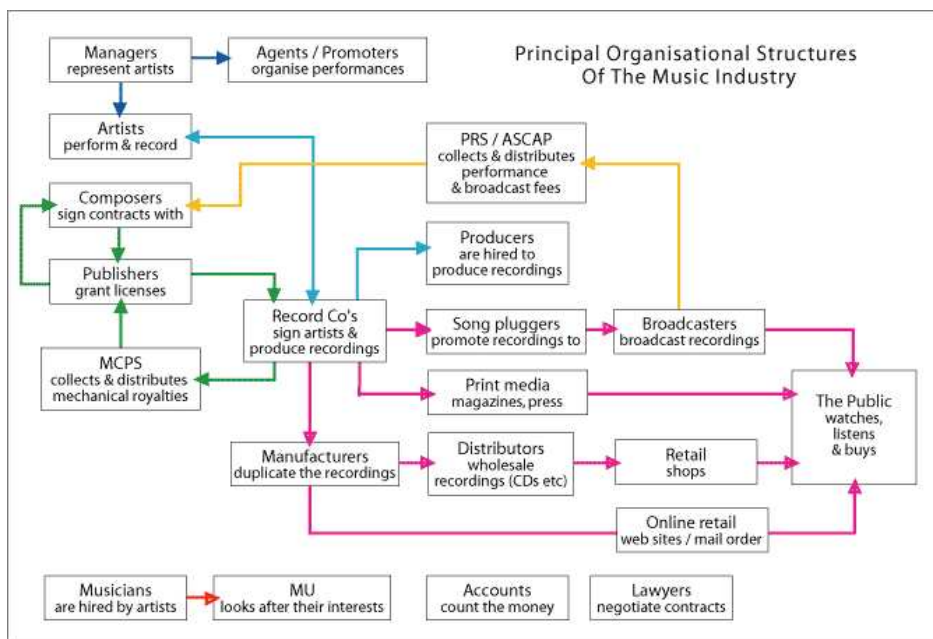 Principal Organisational Structures
Of The Music Industry
Managers
represent artists
Agents / Promoters
organise performances
Artists
perform & record
PRS / ASCAP
collects & distributes
performance
& broadcast fees
Composers
sign contracts with
Producers
are hired to
produce recordings
Publishers
grant licenses
Record Co's
sign artists &
produce recordings
Song pluggers
promote recordings to
Broadcasters
broadcast recordings
MCPS
collects & distributes
mechanical royalties
Print media
magazines, press
The Public
watches,
listens
& buys
Manufacturers
duplicate the recordings
Distributors
wholesale
recordings (CDs etc)
Retail
shops
Online retail
web sites / mail order
Musicians
are hired by artists
MU
looks after their interests
Accounts
count the money
Lawyers
negotiate contracts